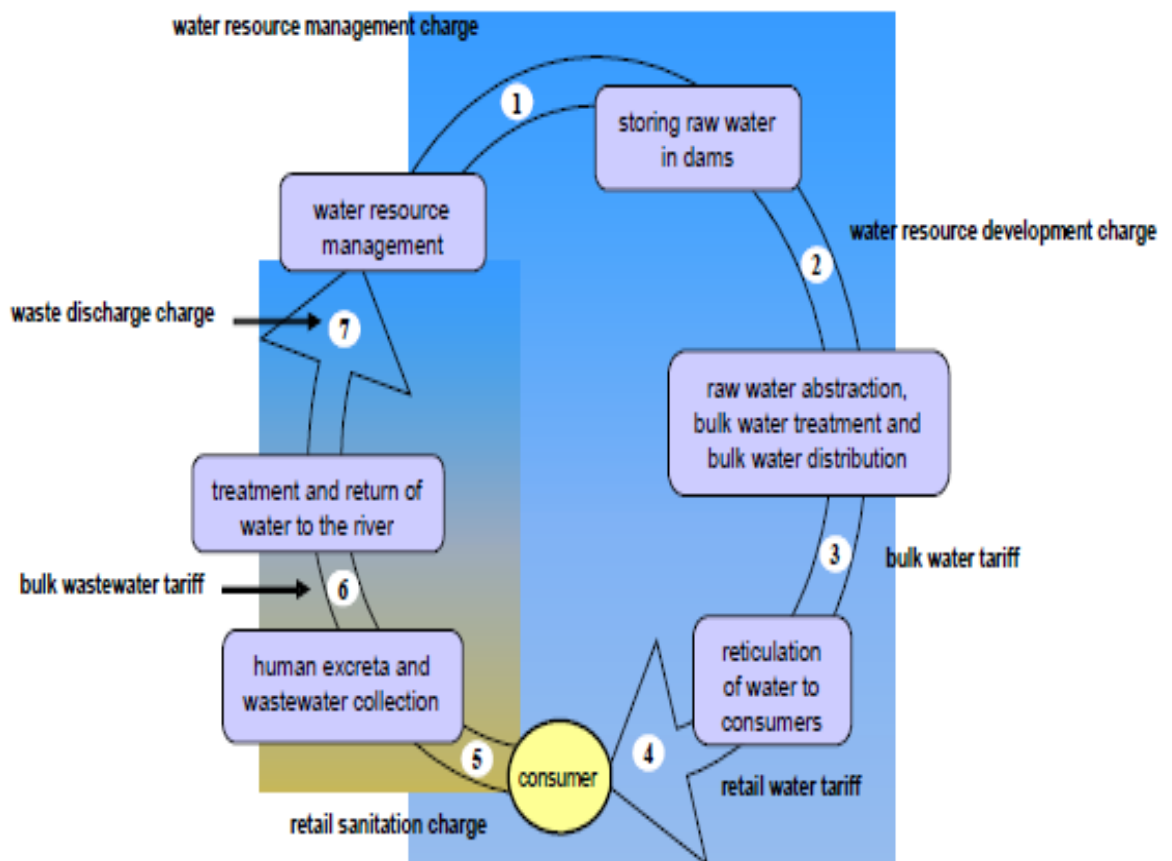 water resource management charge
1
storing raw water
in dams
water resource
management
water resource development charge
2
waste discharge charge
7
raw water abstraction,
bulk water treatment and
bulk water distribution
treatment and return of
water to the river
3
bulk water tariff
bulk wastewater tariff
6
human excreta and
wastewater collection
reticulation
of water to
consumers
5
consumer
4
retail water tariff
retail sanitation charge